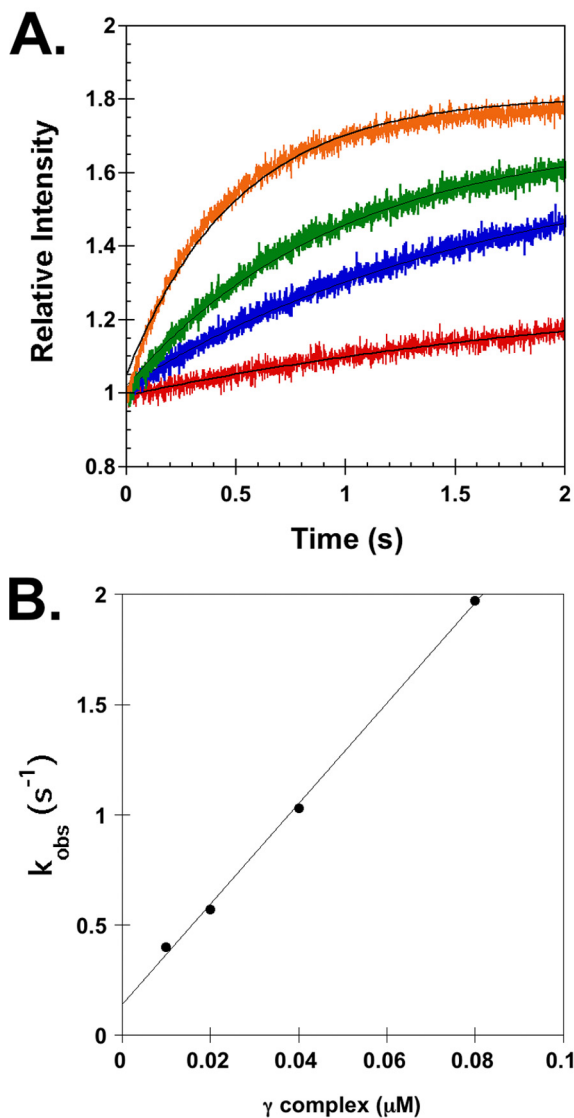 A.
2
1.8
1.6
1.4
1.2
1
0.8
Relative Intensity
0 0.5 1 1.5 2
Time (s)
B.
2
1.5
1
0.5
0
k_obs (s⁻¹)
0 0.02 0.04 0.06 0.08 0.1
γ complex (μM)